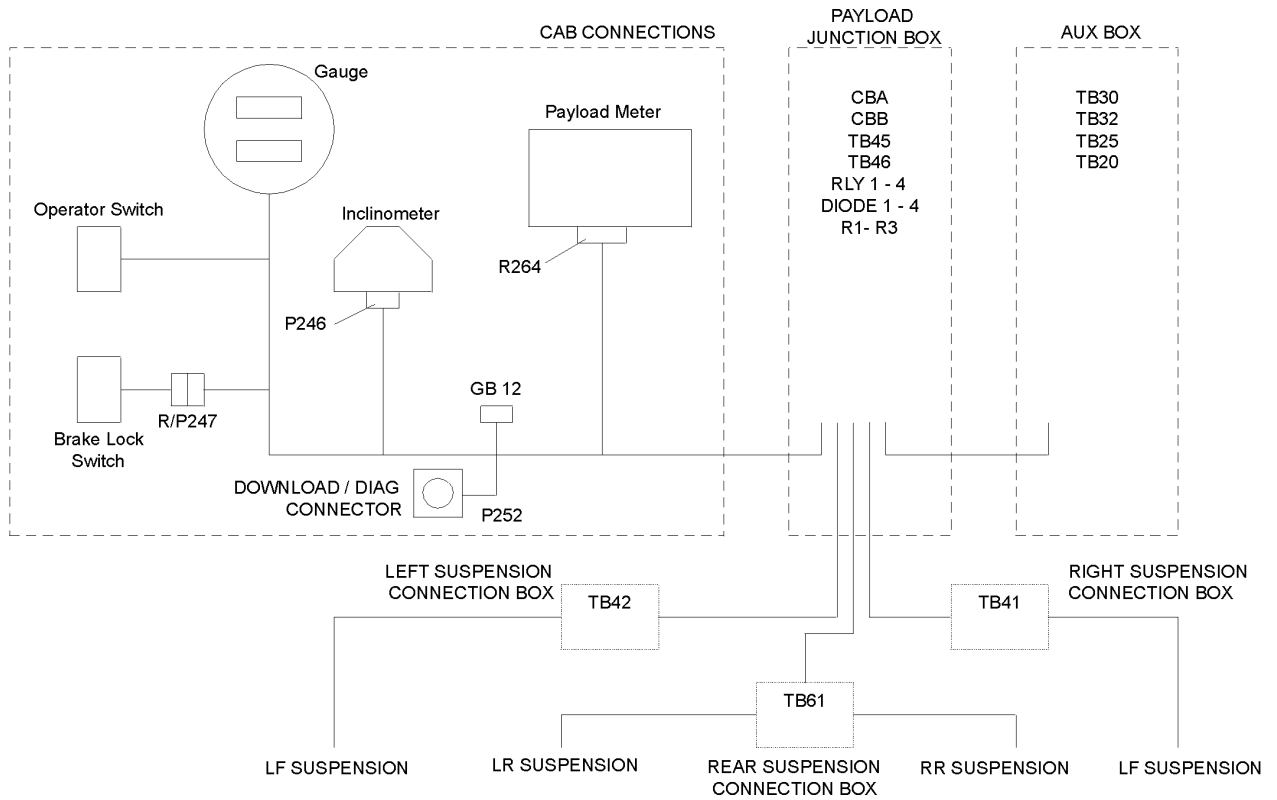 CAB CONNECTIONS
Gauge
Payload Meter
Operator Switch
Inclinometer
R264
P246
GB 12
R/P247
Brake Lock
Switch
DOWNLOAD / DIAG
CONNECTOR
P252
PAYLOAD
JUNCTION BOX
CBA
CBB
TB45
TB46
RLY 1 - 4
DIODE 1 - 4
R1- R3
AUX BOX
TB30
TB32
TB25
TB20
LEFT SUSPENSION
CONNECTION BOX
TB42
TB41
RIGHT SUSPENSION
CONNECTION BOX
TB61
LF SUSPENSION
LR SUSPENSION
REAR SUSPENSION
CONNECTION BOX
RR SUSPENSION
LF SUSPENSION